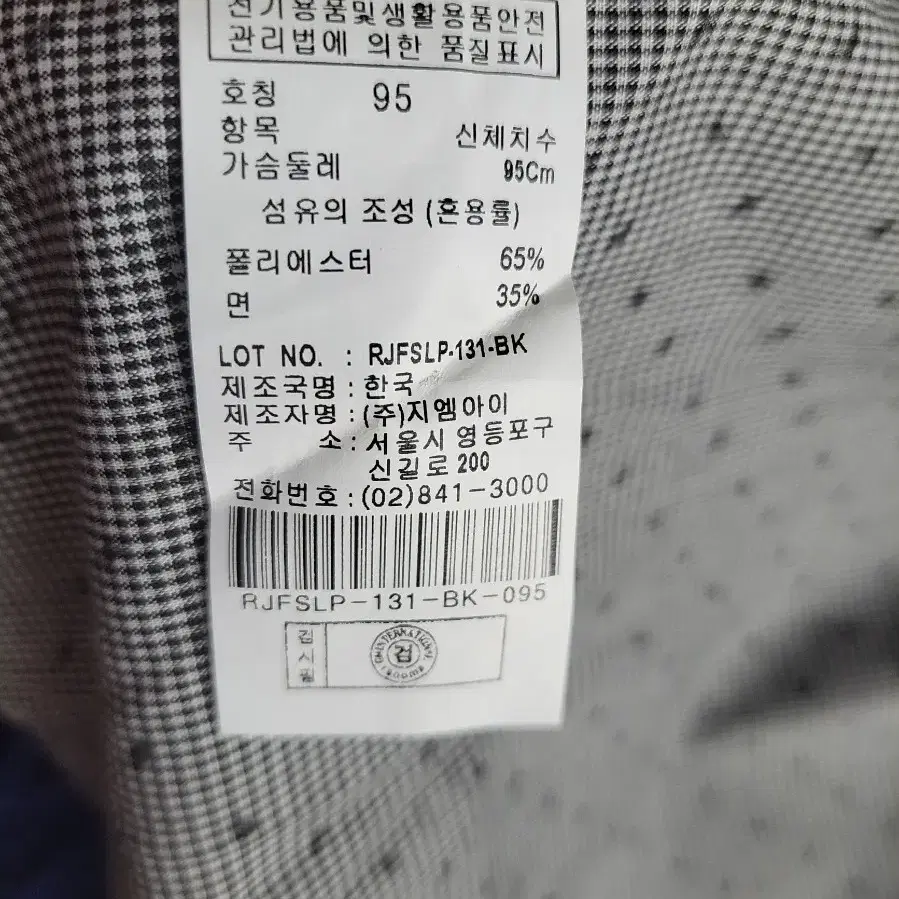 전기용품및생활용품안전
관리법에 의한 품질표시
호칭 95
항목 신체치수
가슴둘레 95Cm
섬유의 조성 (혼용률)
폴리에스터 65%
면 35%
LOT NO. : RJFSLP-131-BK
제조국명 : 한국
제조자명 : (주)지엠아이
주 소 : 서울시 영등포구
신길로 200
전화번호 : (02)841-3000
RJFSLP-131-BK-095
검